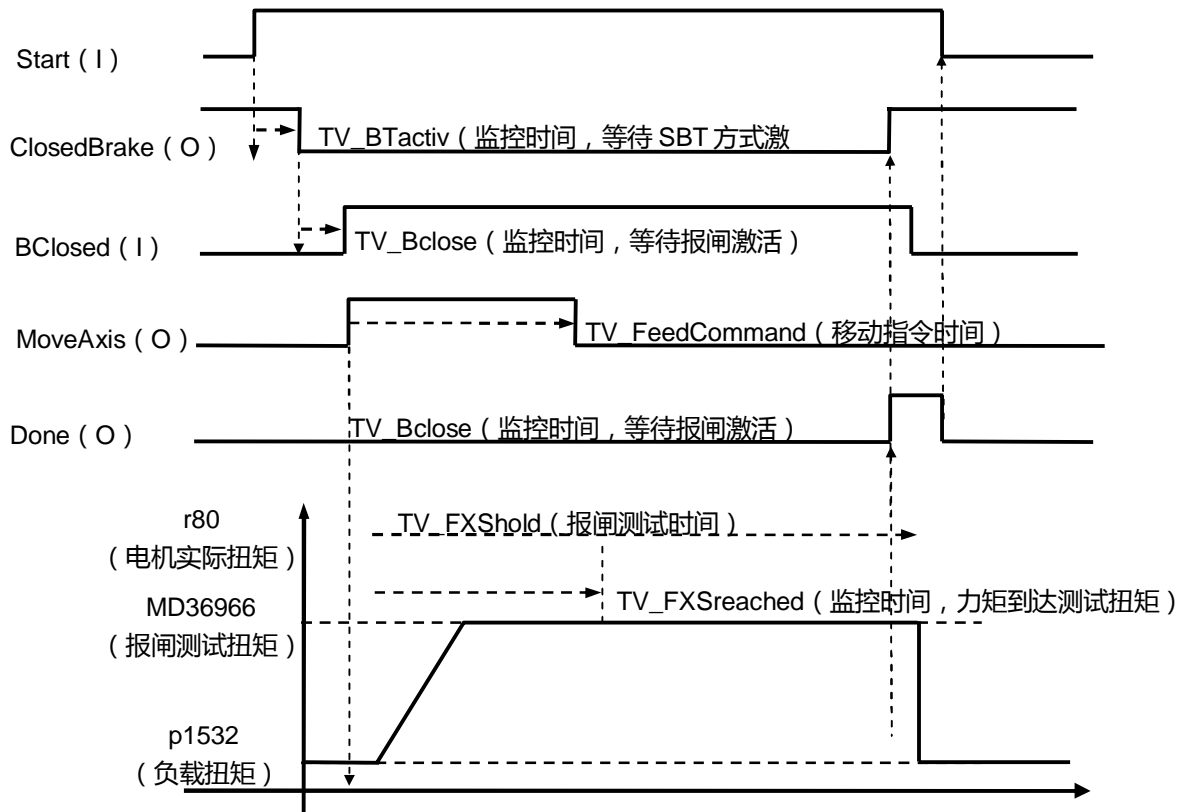 Start（I）
ClosedBrake（O）
TV_BTactiv（监控时间，等待 SBT 方式激
BClosed（I）
TV_Bclose（监控时间，等待报闸激活）
MoveAxis（O）
TV_FeedCommand（移动指令时间）
Done（O）
TV_Bclose（监控时间，等待报闸激活）
r80
（电机实际扭矩）
TV_FXShold（报闸测试时间）
TV_FXSreached（监控时间，力矩到达测试扭矩）
MD36966
（报闸测试扭矩）
p1532
（负载扭矩）